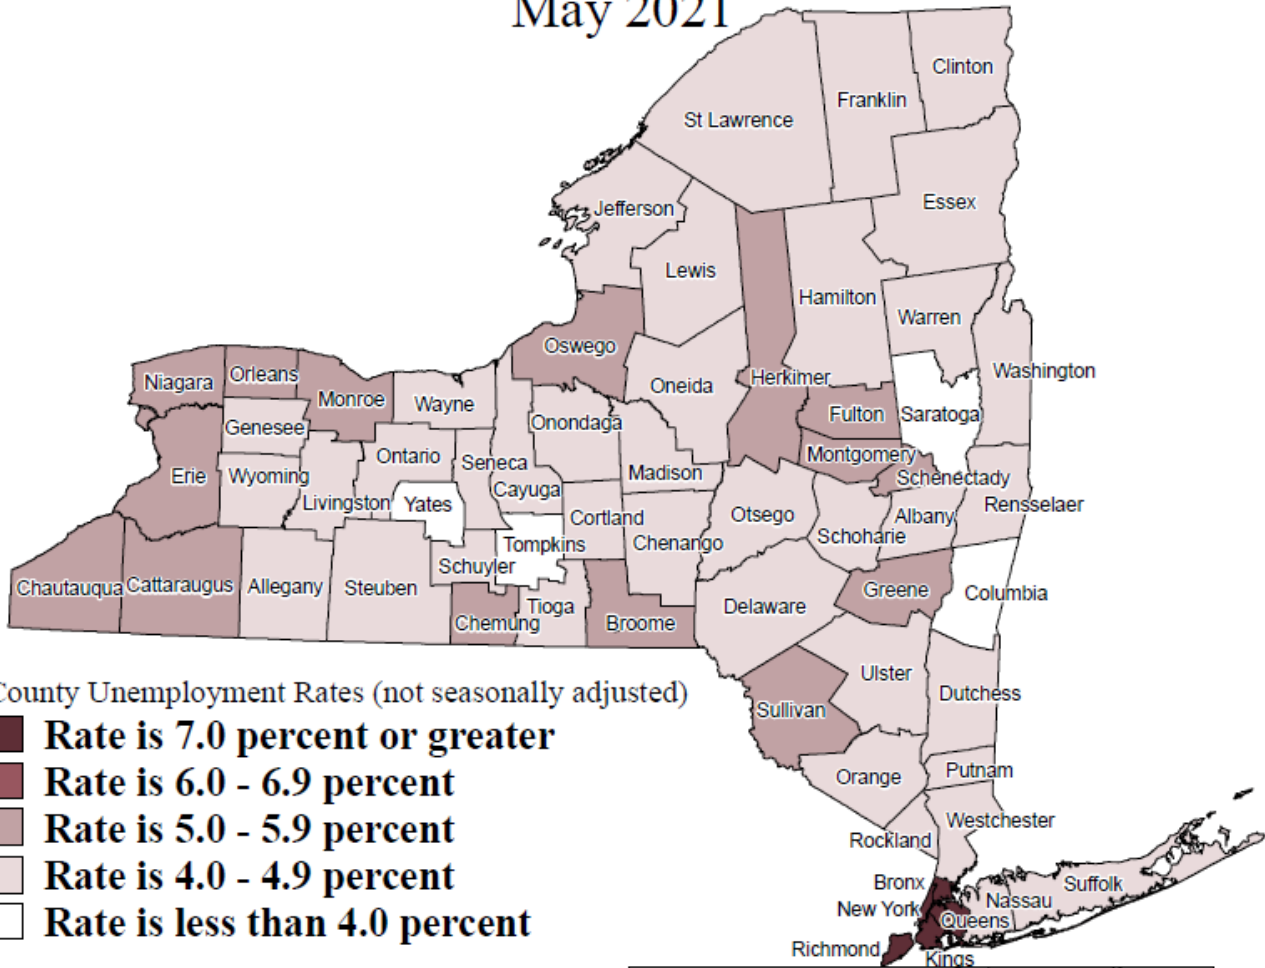 May 2021
Clinton
Franklin
St Lawrence
Essex
Jefferson
Lewis
Hamilton
Warren
Oswego
Washington
Herkimer
Oneida
Orleans
Niagara
Monroe
Wayne
Fulton
Saratoga
Onondaga
Genesee
Montgomery
Ontario
Seneca
Madison
Schenectady
Erie
Wyoming
Cayuga
Livingston
Yates
Rensselaer
Otsego
Albany
Cortland
Schoharie
Tompkins
Chenango
Schuyler
Chautauqua
Cattaraugus
Allegany
Steuben
Greene
Columbia
Tioga
Delaware
Chemung
Broome
Ulster
Dutchess
Sullivan
Putnam
Orange
Westchester
Rockland
Bronx
Suffolk
Nassau
New York
Queens
Richmond
Kings
County Unemployment Rates (not seasonally adjusted)
Rate is 7.0 percent or greater
Rate is 6.0 - 6.9 percent
Rate is 5.0 - 5.9 percent
Rate is 4.0 - 4.9 percent
Rate is less than 4.0 percent